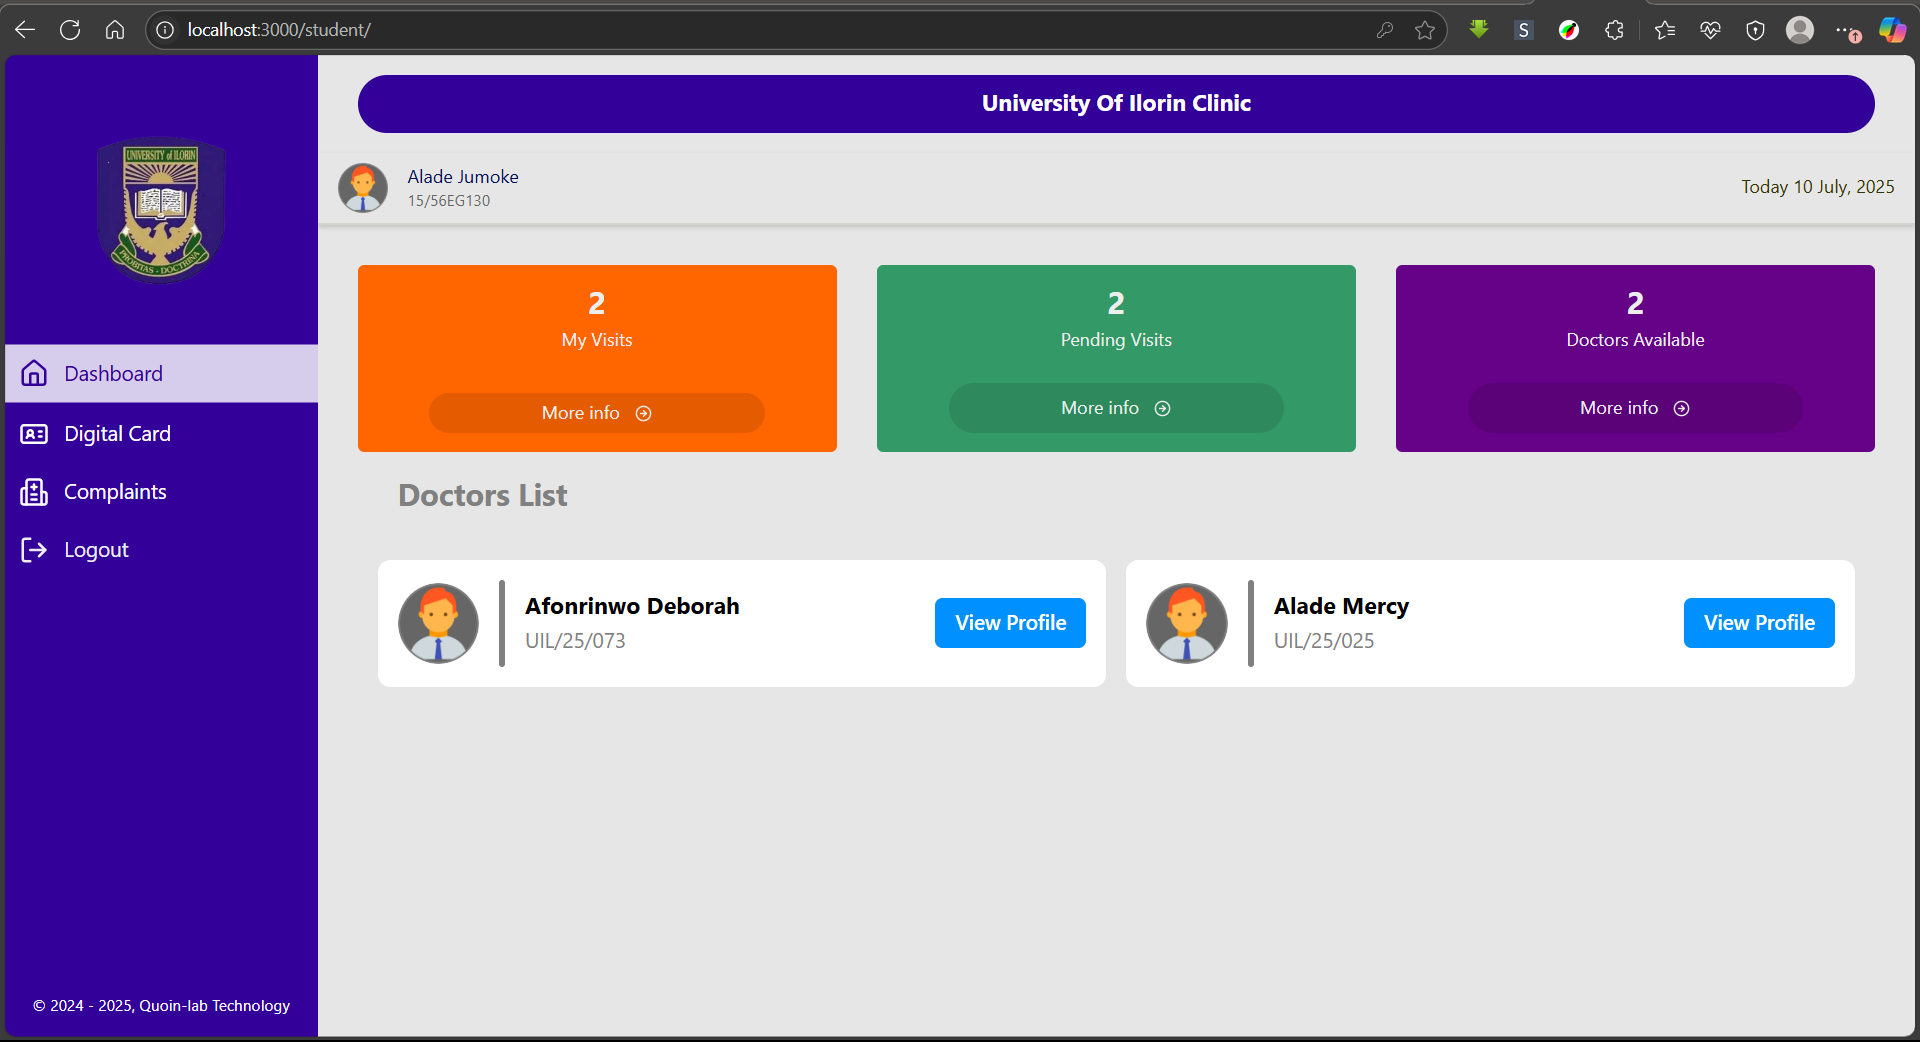 localhost:3000/student/
S
University Of Ilorin Clinic
UNIVERSITY of ILORIN
PROBITAS - DOCTRINA
Alade Jumoke
15/56EG130
Today 10 July, 2025
2
My Visits
More info
2
Pending Visits
More info
2
Doctors Available
More info
Dashboard
Digital Card
Complaints
Logout
Doctors List
Afonrinwo Deborah
UIL/25/073
View Profile
Alade Mercy
UIL/25/025
View Profile
© 2024 - 2025, Quoin-lab Technology